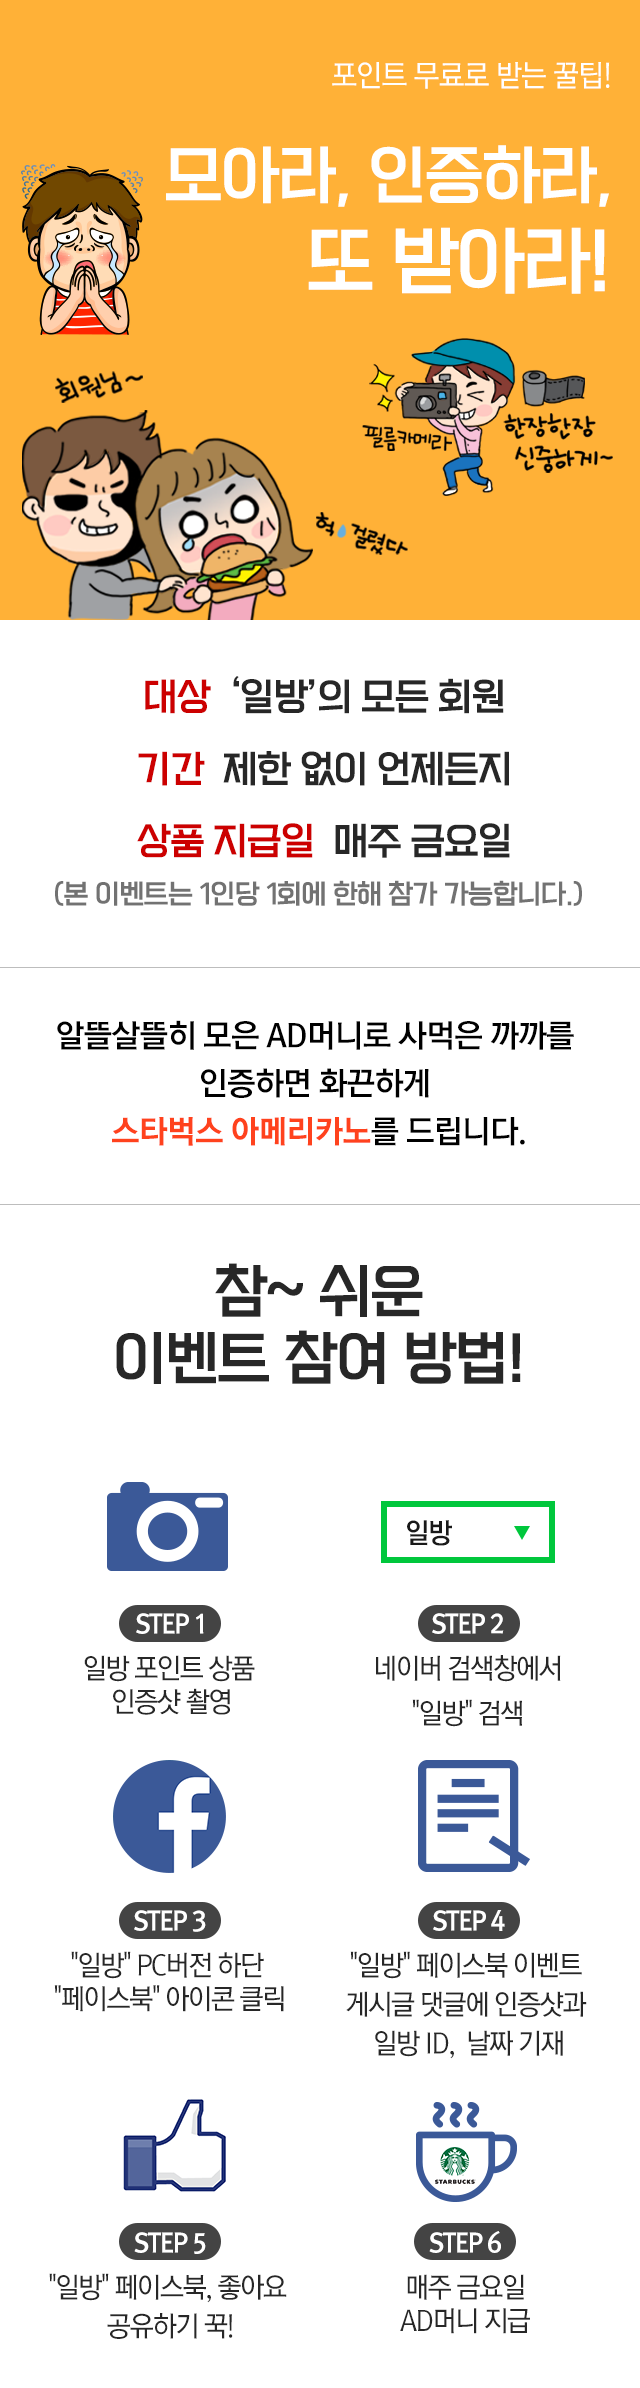 포인트 무료로 받는 꿀팁!
모아라, 인증하라,
또 받아라!
회원님~
필름카메라
한장한장
신중하게~
헉 걸렸다
대상 ‘일방’의 모든 회원
기간 제한 없이 언제든지
상품 지급일 매주 금요일
(본 이벤트는 1인당 1회에 한해 참가 가능합니다.)
알뜰살뜰히 모은 AD머니로 사먹은 까까를
인증하면 화끈하게
스타벅스 아메리카노를 드립니다.
참~ 쉬운
이벤트 참여 방법!
일방 ▼
STEP 1
일방 포인트 상품
인증샷 촬영
STEP 2
네이버 검색창에서
"일방" 검색
STEP 3
"일방" PC버전 하단
"페이스북" 아이콘 클릭
STEP 4
"일방" 페이스북 이벤트
게시글 댓글에 인증샷과
일방 ID, 날짜 기재
STEP 5
"일방" 페이스북, 좋아요
공유하기 꾹!
STARBUCKS
STEP 6
매주 금요일
AD머니 지급